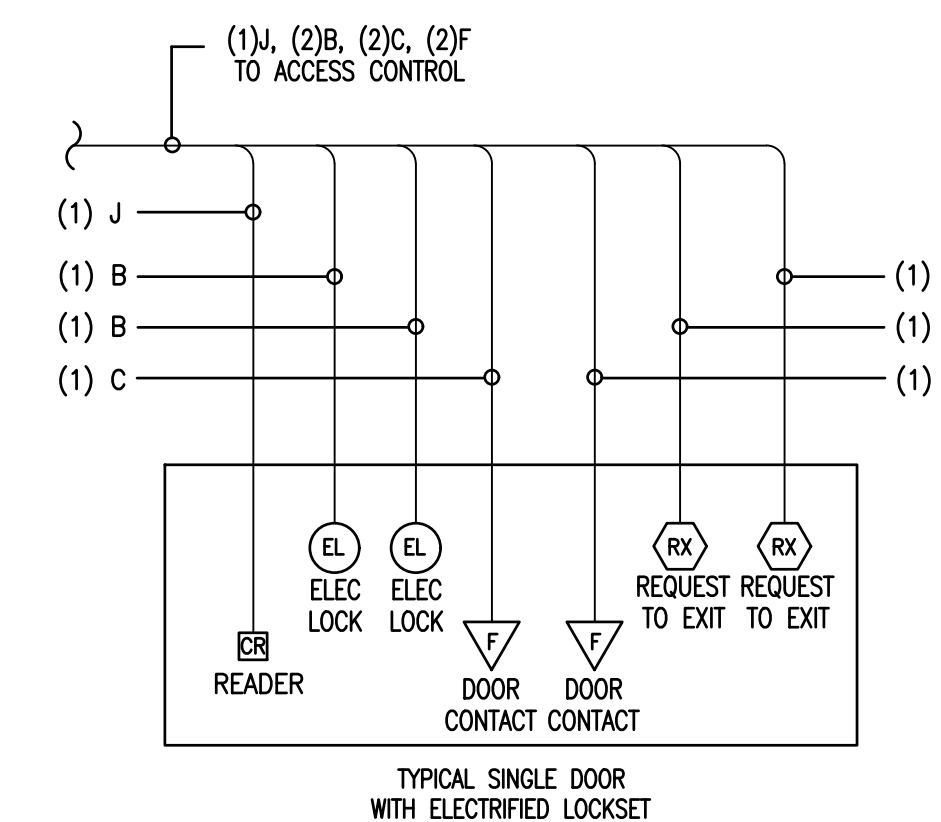 (1)J, (2)B, (2)C, (2)F
TO ACCESS CONTROL
(1) J
(1) B
(1)
(1) B
(1)
(1) C
(1)
EL
EL
RX
RX
ELEC
LOCK
ELEC
LOCK
REQUEST
TO EXIT
REQUEST
TO EXIT
CR
READER
F
F
DOOR
CONTACT
DOOR
CONTACT
TYPICAL SINGLE DOOR
WITH ELECTRIFIED LOCKSET